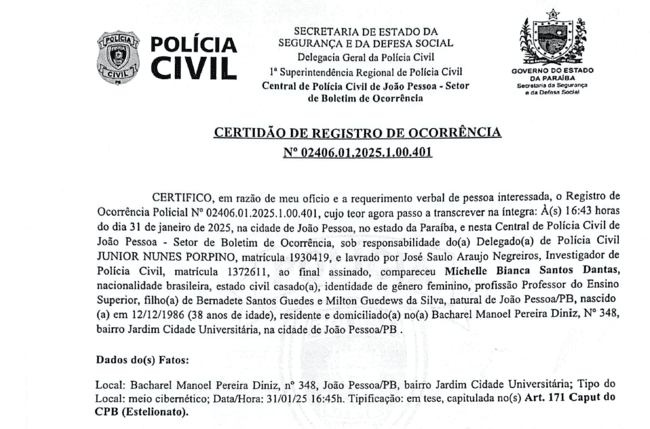 POLÍCIA
CIVIL
PB
POLÍCIA
CIVIL
SECRETARIA DE ESTADO DA
SEGURANÇA E DA DEFESA SOCIAL
Delegacia Geral da Polícia Civil
1ª Superintendência Regional de Polícia Civil
Central de Polícia Civil de João Pessoa - Setor
de Boletim de Ocorrência
GOVERNO DO ESTADO
DA PARAÍBA
Secretaria da Segurança
e da Defesa Social
CERTIDÃO DE REGISTRO DE OCORRÊNCIA
Nº 02406.01.2025.1.00.401
CERTIFICO, em razão de meu ofício e a requerimento verbal de pessoa interessada, o Registro de
Ocorrência Policial Nº 02406.01.2025.1.00.401, cujo teor agora passo a transcrever na íntegra: À(s) 16:43 horas
do dia 31 de janeiro de 2025, na cidade de João Pessoa, no estado da Paraíba, e nesta Central de Polícia Civil de
João Pessoa - Setor de Boletim de Ocorrência, sob responsabilidade do(a) Delegado(a) de Polícia Civil
JUNIOR NUNES PORPINO, matrícula 1930419, e lavrado por José Saulo Araujo Negreiros, Investigador de
Polícia Civil, matrícula 1372611, ao final assinado, compareceu Michelle Bianca Santos Dantas,
nacionalidade brasileira, estado civil casado(a), identidade de gênero feminino, profissão Professor do Ensino
Superior, filho(a) de Bernadete Santos Guedes e Milton Guedews da Silva, natural de João Pessoa/PB, nascido
(a) em 12/12/1986 (38 anos de idade), residente e domiciliado(a) no(a) Bacharel Manoel Pereira Diniz, Nº 348,
bairro Jardim Cidade Universitária, na cidade de João Pessoa/PB .
Dados do(s) Fatos:
Local: Bacharel Manoel Pereira Diniz, nº 348, João Pessoa/PB, bairro Jardim Cidade Universitária; Tipo do
Local: meio cibernético; Data/Hora: 31/01/25 16:45h. Tipificação: em tese, capitulada no(s) Art. 171 Caput do
CPB (Estelionato).